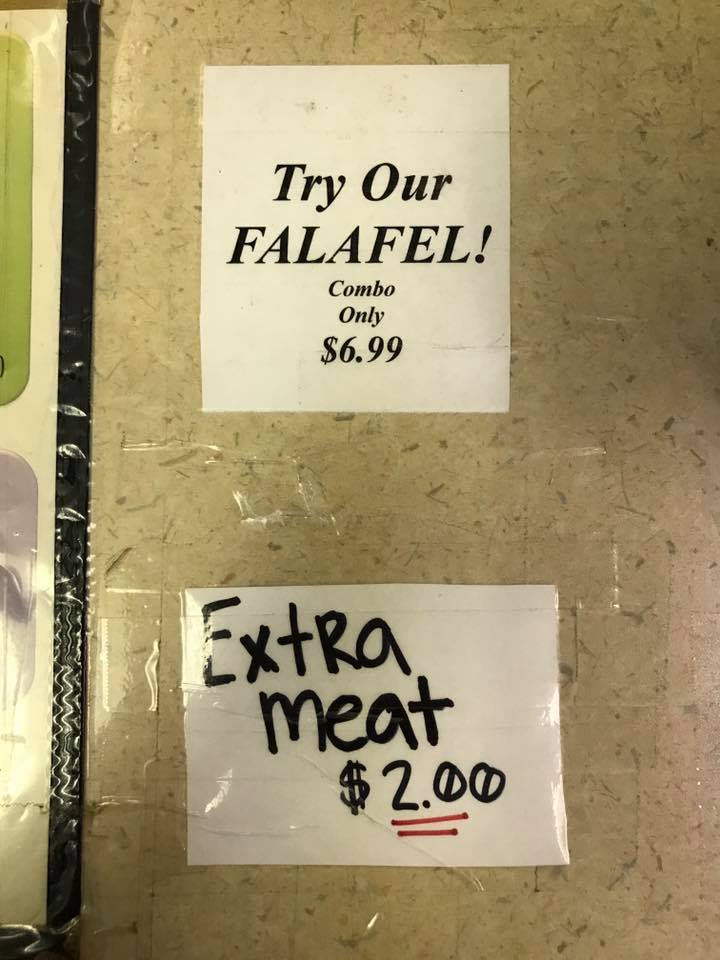 Try Our
FALAFEL!
Combo
Only
$6.99
Extra
meat
$2.00